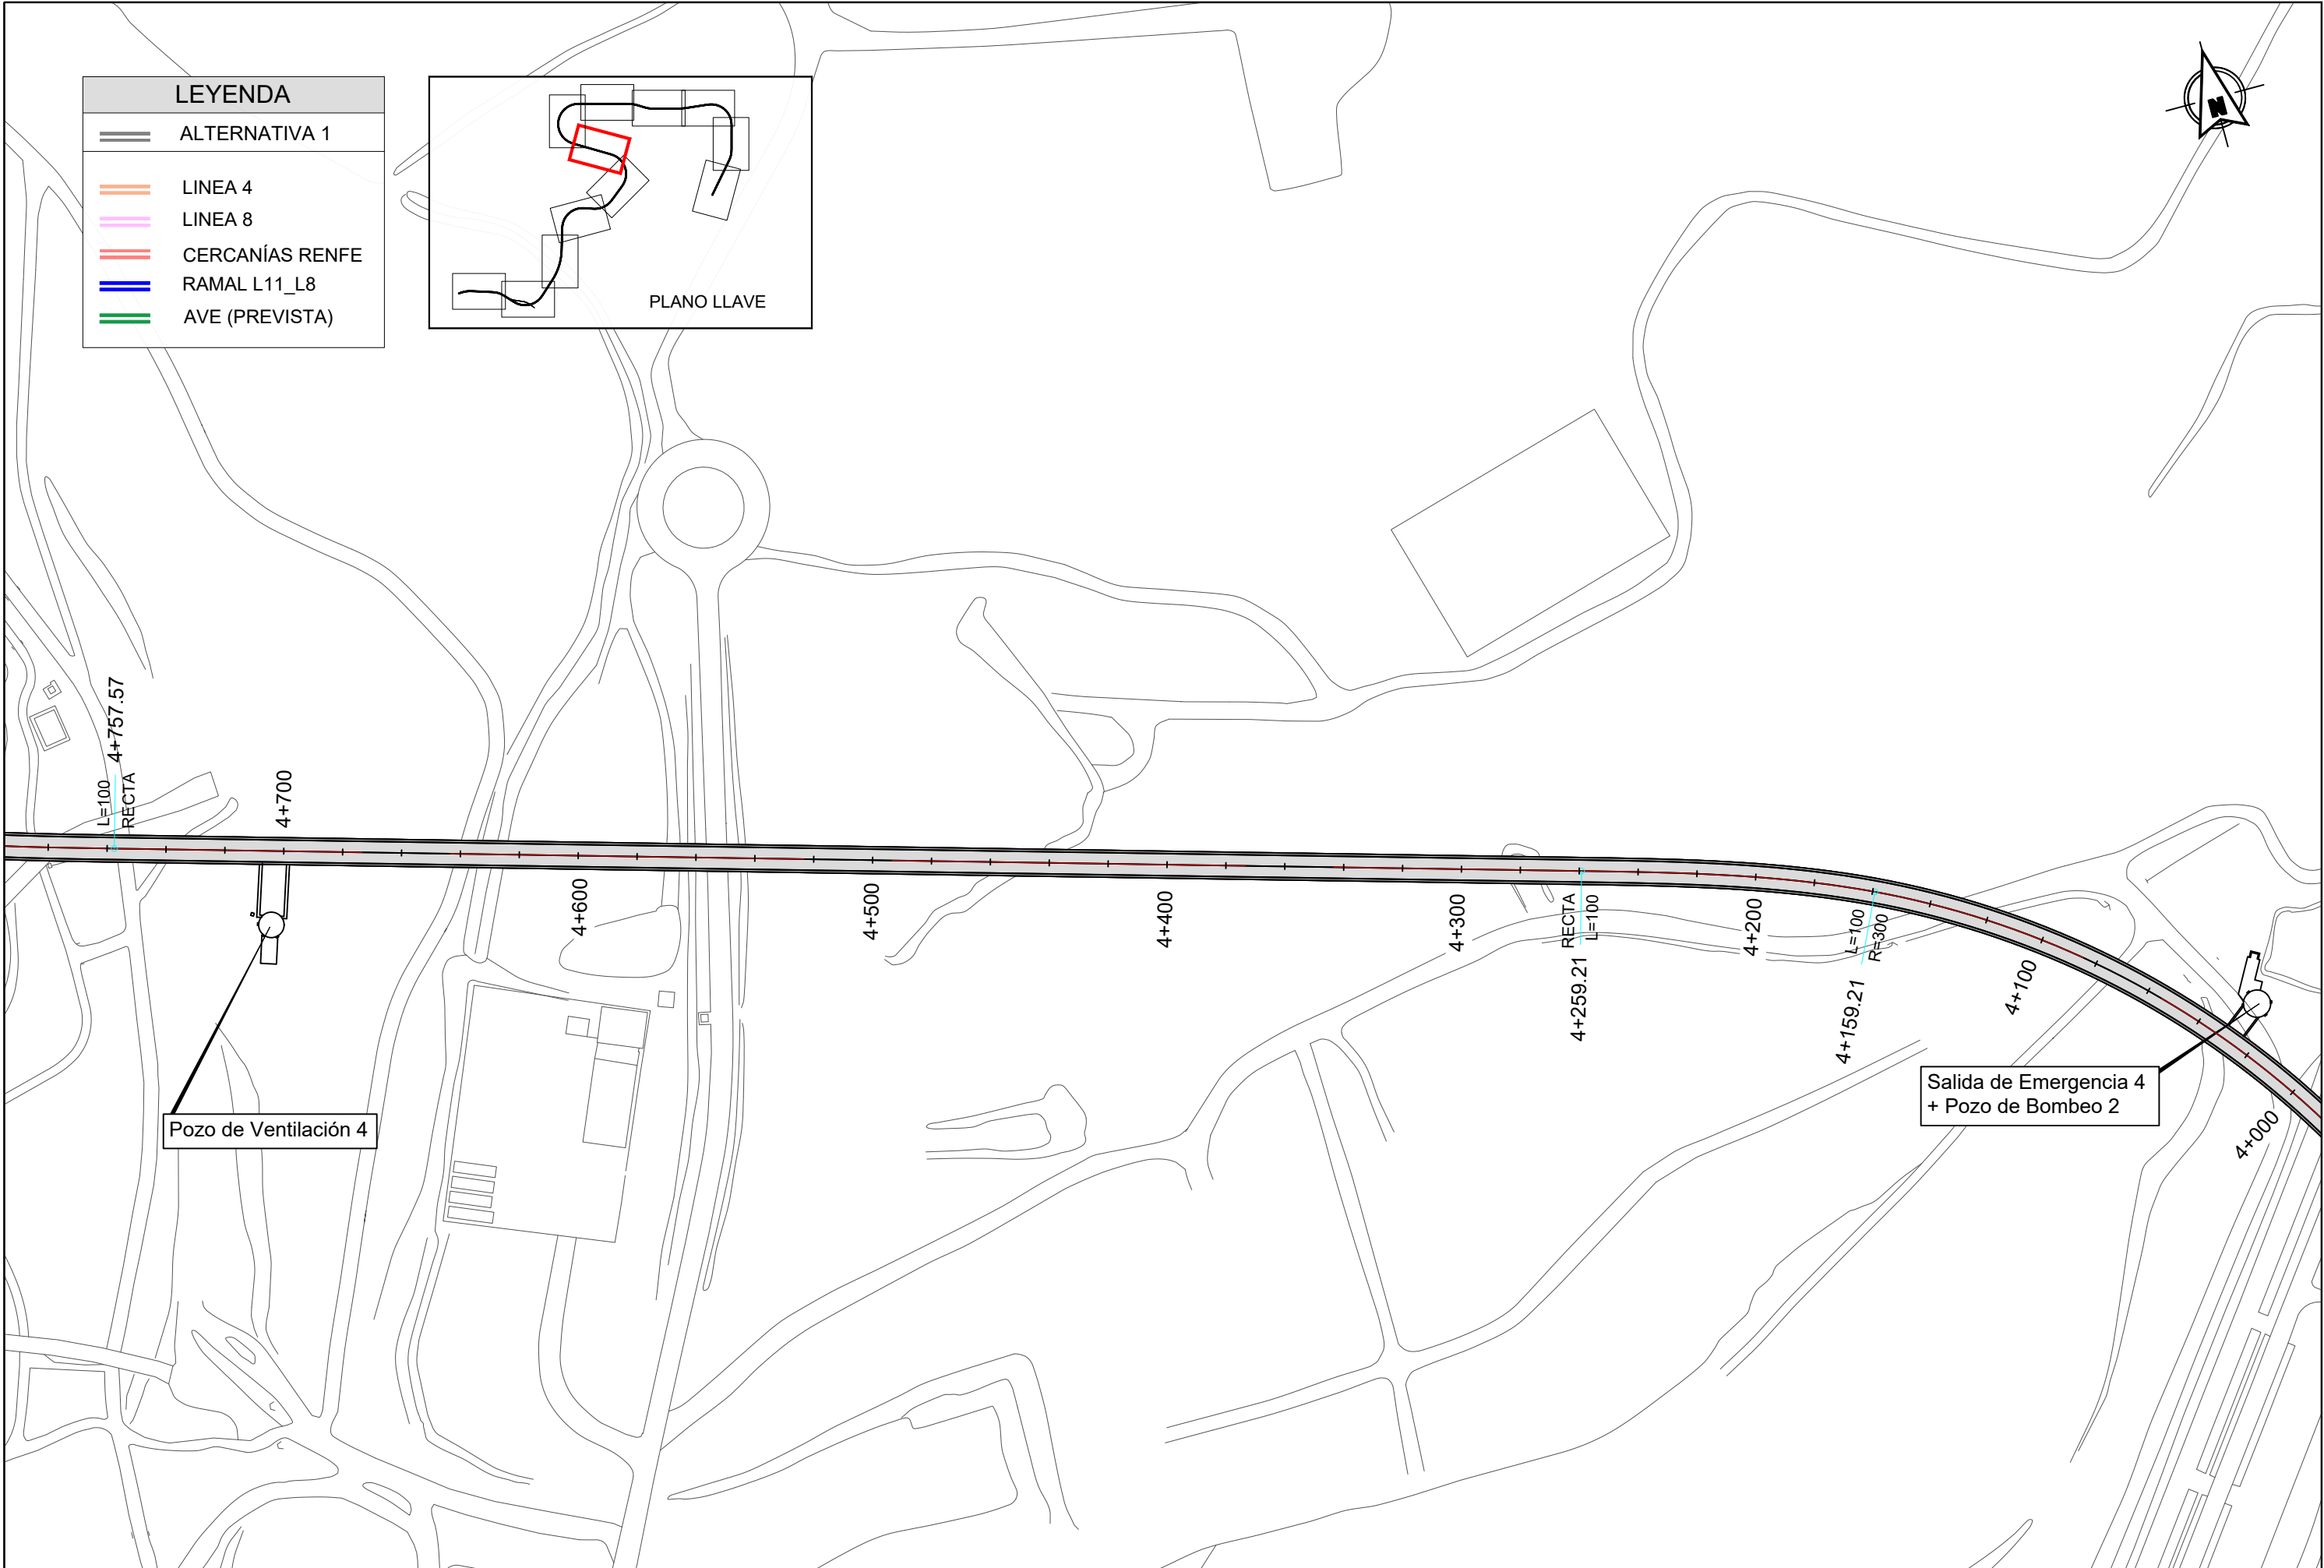 LEYENDA
ALTERNATIVA 1
LINEA 4
LINEA 8
CERCANÍAS RENFE
RAMAL L11_L8
AVE (PREVISTA)
PLANO LLAVE
N
4+757.57
L=100
RECTA
4+700
4+600
4+500
4+400
4+300
RECTA
L=100
4+259.21
4+200
L=100
R=300
4+159.21
4+100
4+000
Pozo de Ventilación 4
Salida de Emergencia 4
+ Pozo de Bombeo 2